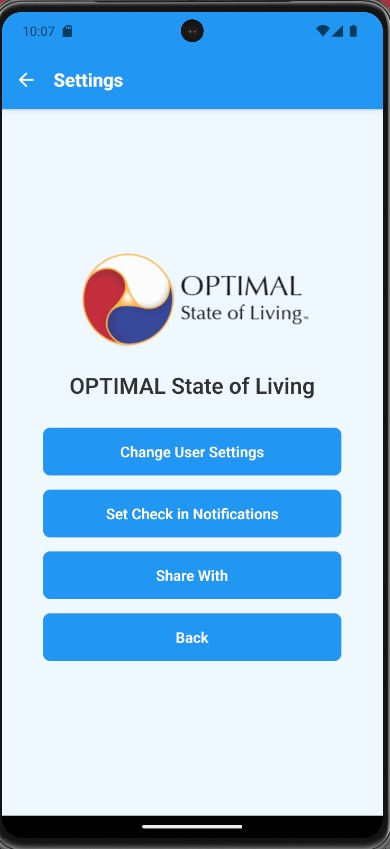 10:07
Settings
OPTIMAL
State of Living™
OPTIMAL State of Living
Change User Settings
Set Check in Notifications
Share With
Back